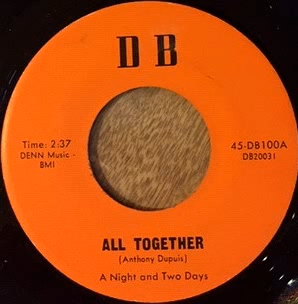 D B
Time: 2:37
DENN Music -
BMI
45-DB100A
DB20031
ALL TOGETHER
(Anthony Dupuis)
A Night and Two Days